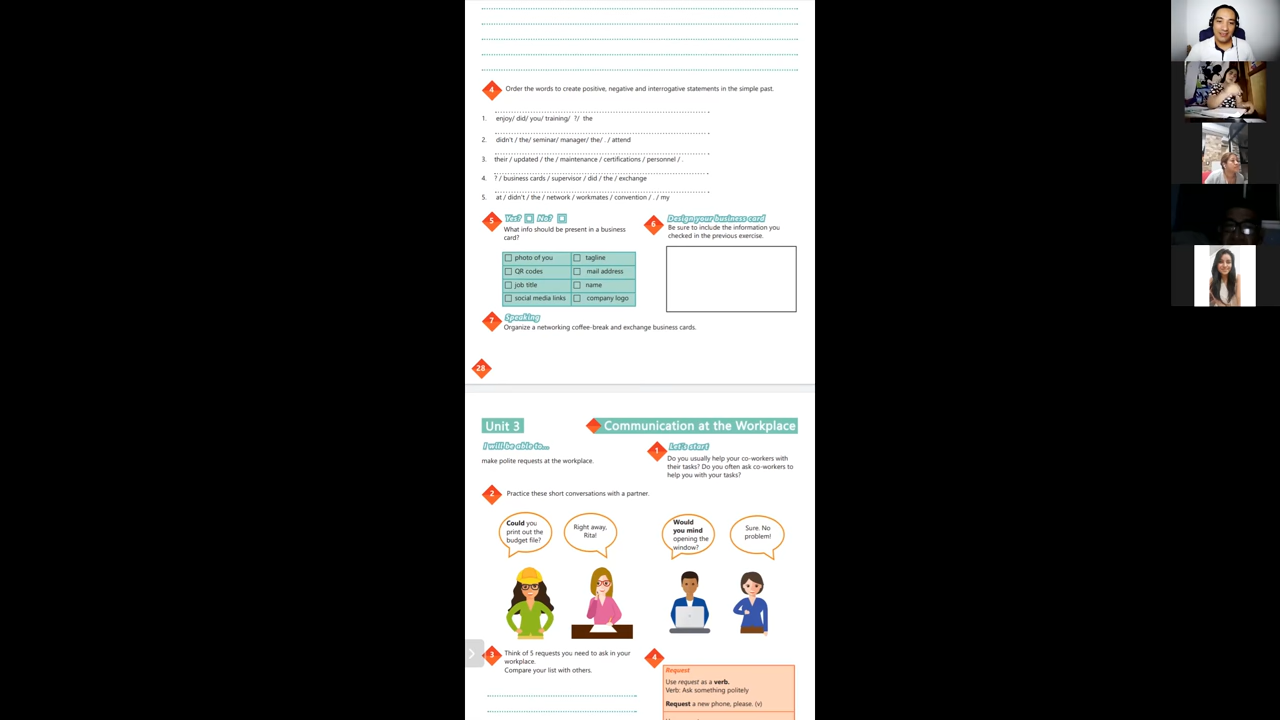 4 Order the words to create positive, negative and interrogative statements in the simple past.
1. enjoy/ did/ you/ training/ ?/ the
2. didn't / the/ seminar/ manager/ the/ . / attend
3. their / updated / the / maintenance / certifications / personnel / .
4. ? / business cards / supervisor / did / the / exchange
5. at / didn't / the / network / workmates / convention / . / my
5 Yes? No?
What info should be present in a business
card?
photo of you
tagline
QR codes
mail address
job title
name
social media links
company logo
6 Design your business card
Be sure to include the information you
checked in the previous exercise.
7 Speaking
Organize a networking coffee-break and exchange business cards.
28
Unit 3
Communication at the Workplace
I will be able to...
make polite requests at the workplace.
1 Let's start
Do you usually help your co-workers with
their tasks? Do you often ask co-workers to
help you with your tasks?
2 Practice these short conversations with a partner.
Could you
print out the
budget file?
Right away,
Rita!
Would
you mind
opening the
window?
Sure. No
problem!
3 Think of 5 requests you need to ask in your
workplace.
Compare your list with others.
4
Request
Use request as a verb.
Verb: Ask something politely
Request a new phone, please. (v)